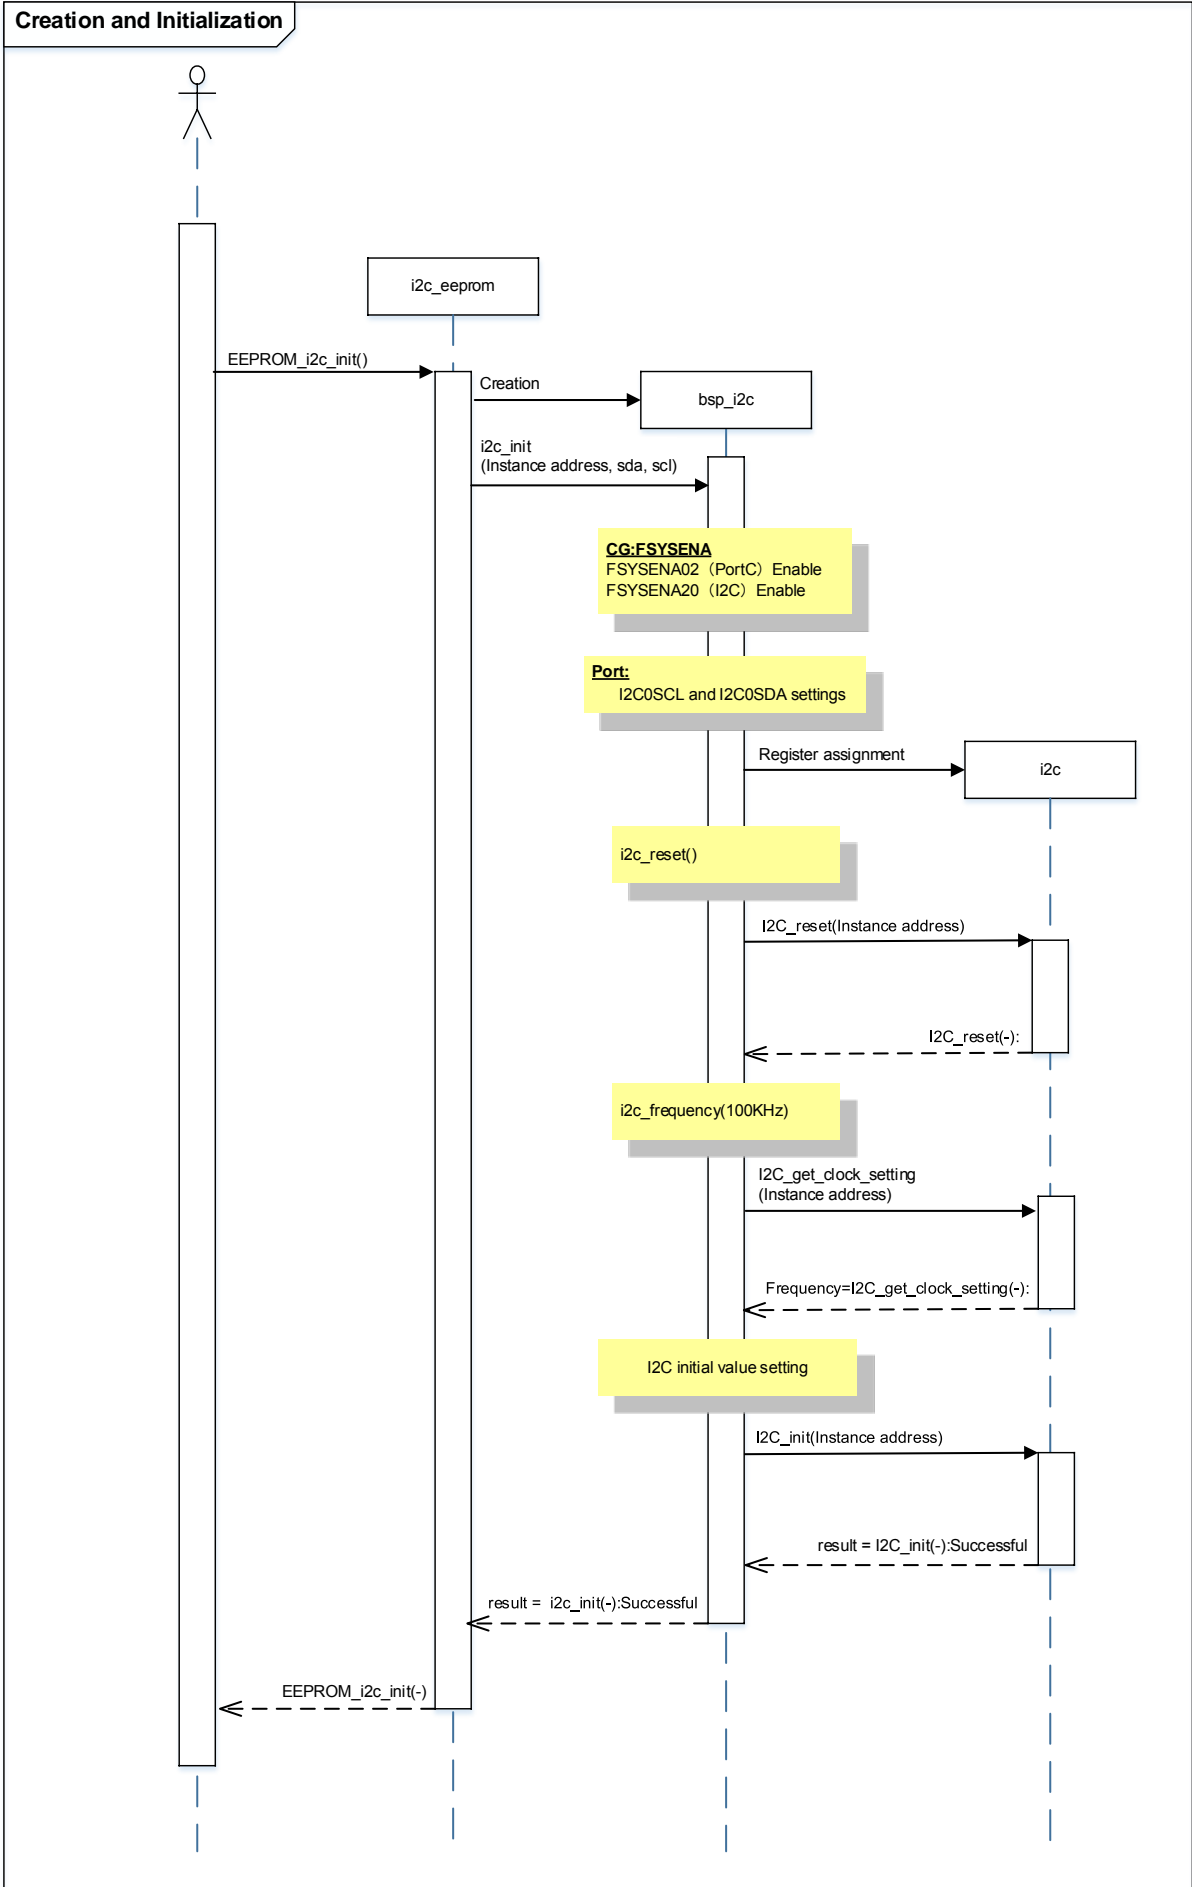 Creation and Initialization
i2c_eeprom
EEPROM_i2c_init()
Creation
bsp_i2c
i2c_init
(Instance address, sda, scl)
CG:FSYSENA
FSYSENA02（PortC）Enable
FSYSENA20（I2C）Enable
Port:
I2C0SCL and I2C0SDA settings
Register assignment
i2c
i2c_reset()
I2C_reset(Instance address)
I2C_reset(-):
i2c_frequency(100KHz)
I2C_get_clock_setting
(Instance address)
Frequency=I2C_get_clock_setting(-):
I2C initial value setting
I2C_init(Instance address)
result = I2C_init(-):Successful
result =  i2c_init(-):Successful
EEPROM_i2c_init(-)